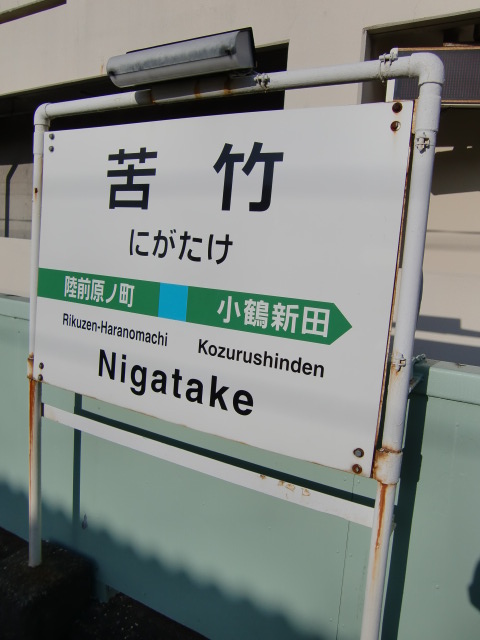 苦竹
にがたけ
陸前原ノ町 小鶴新田
Rikuzen-Haranomachi Kozurushinden
Nigatake